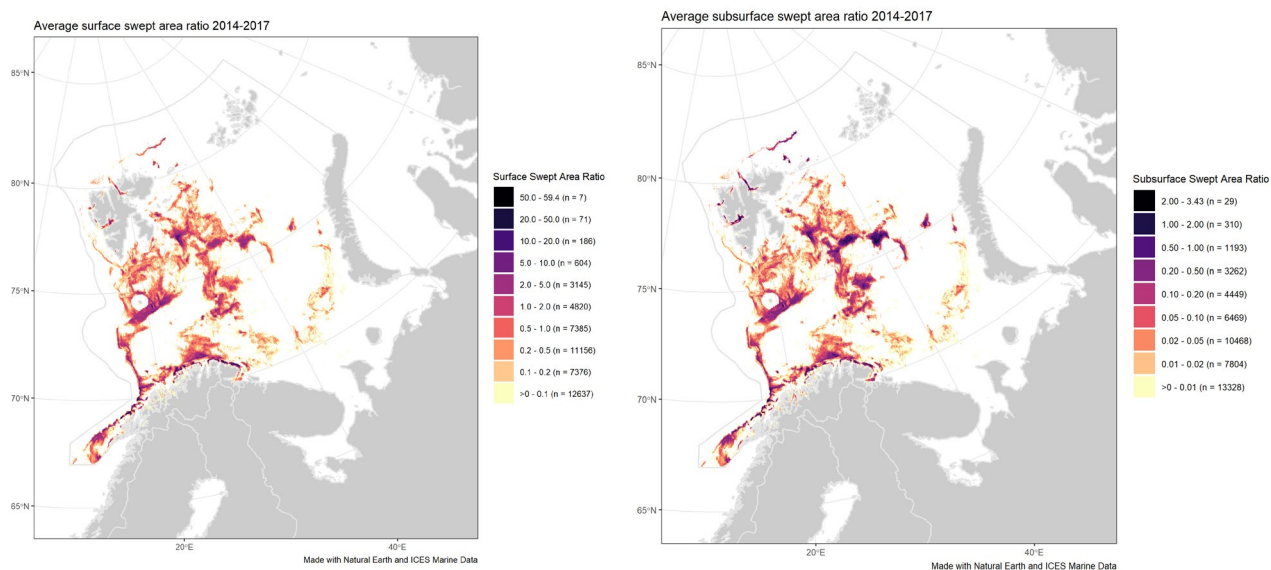 Average surface swept area ratio 2014-2017
85°N
80°N
75°N
70°N
65°N
20°E
40°E
Made with Natural Earth and ICES Marine Data
Surface Swept Area Ratio
50.0 - 59.4 (n = 7)
20.0 - 50.0 (n = 71)
10.0 - 20.0 (n = 186)
5.0 - 10.0 (n = 604)
2.0 - 5.0 (n = 3145)
1.0 - 2.0 (n = 4820)
0.5 - 1.0 (n = 7385)
0.2 - 0.5 (n = 11156)
0.1 - 0.2 (n = 7376)
>0 - 0.1 (n = 12637)
Average subsurface swept area ratio 2014-2017
85°N
80°N
75°N
70°N
65°N
20°E
40°E
Made with Natural Earth and ICES Marine Data
Subsurface Swept Area Ratio
2.00 - 3.43 (n = 29)
1.00 - 2.00 (n = 310)
0.50 - 1.00 (n = 1193)
0.20 - 0.50 (n = 3262)
0.10 - 0.20 (n = 4449)
0.05 - 0.10 (n = 6469)
0.02 - 0.05 (n = 10468)
0.01 - 0.02 (n = 7804)
>0 - 0.01 (n = 13328)